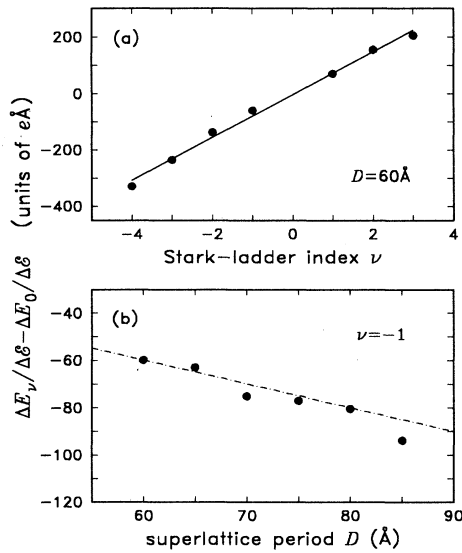 (a)
200
0
−200
−400
D=60Å
−4 −2 0 2 4
Stark−ladder index ν
ΔE_ν/Δℰ−ΔE_0/Δℰ (units of eÅ)
(b)
ν=−1
−40
−60
−80
−100
−120
60 70 80 90
superlattice period D (Å)